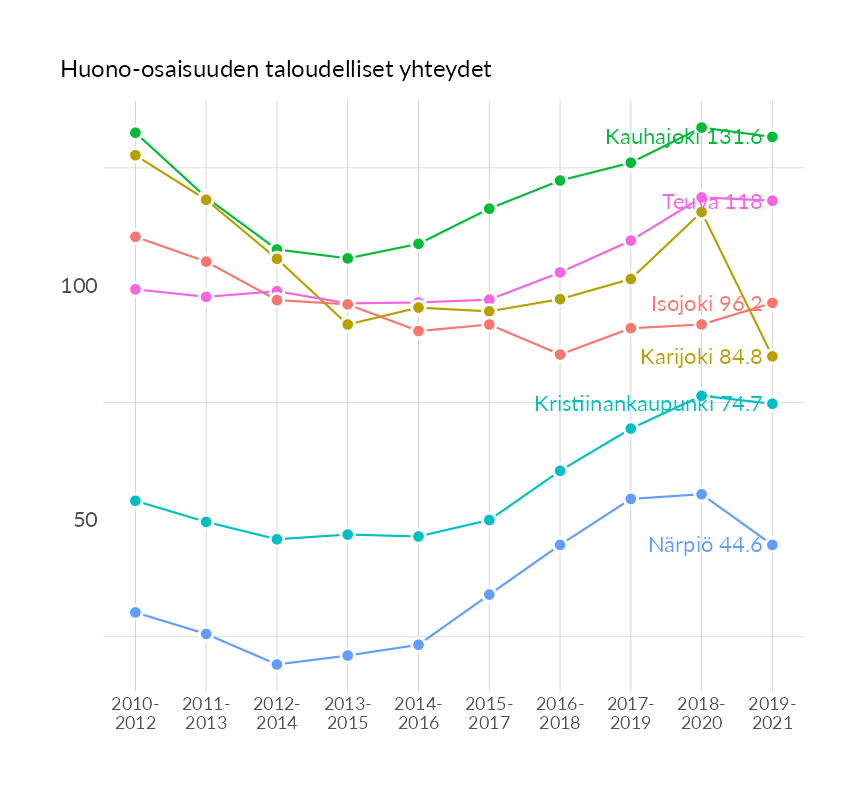 Huono-osaisuuden taloudelliset yhteydet
Kauhajoki 131.6
Teuva 118
100
Isojoki 96.2
Karijoki 84.8
Kristiinankaupunki 74.7
50
Närpiö 44.6
2010- 2011- 2012- 2013- 2014- 2015- 2016- 2017- 2018- 2019-
2012 2013 2014 2015 2016 2017 2018 2019 2020 2021